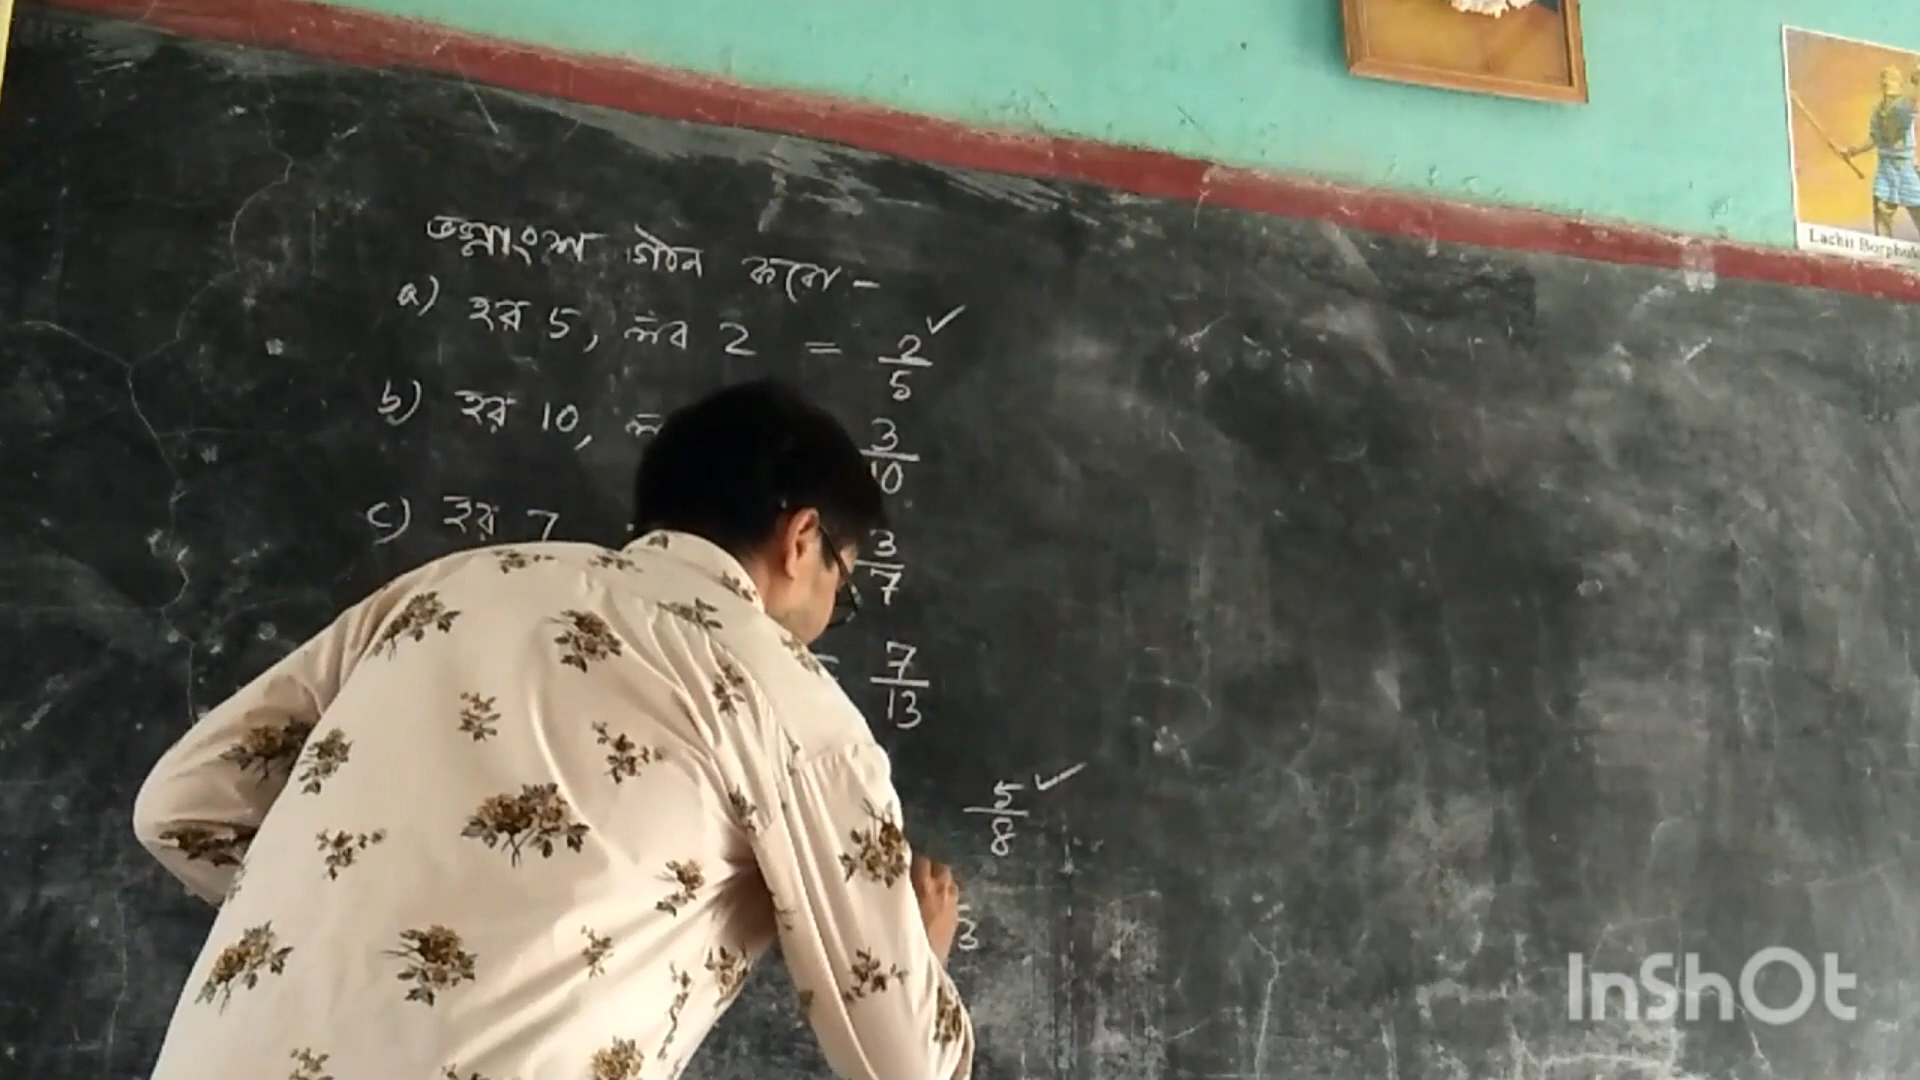 ভগ্নাংশ গঠন কৰো -
a) হৰ 5, লব 2 = 2/5 ✓
b) হৰ 10, ল 3/10
c) হৰ 7 3/7
7/13
5/8 ✓
Lachit Borphuk
InShOt